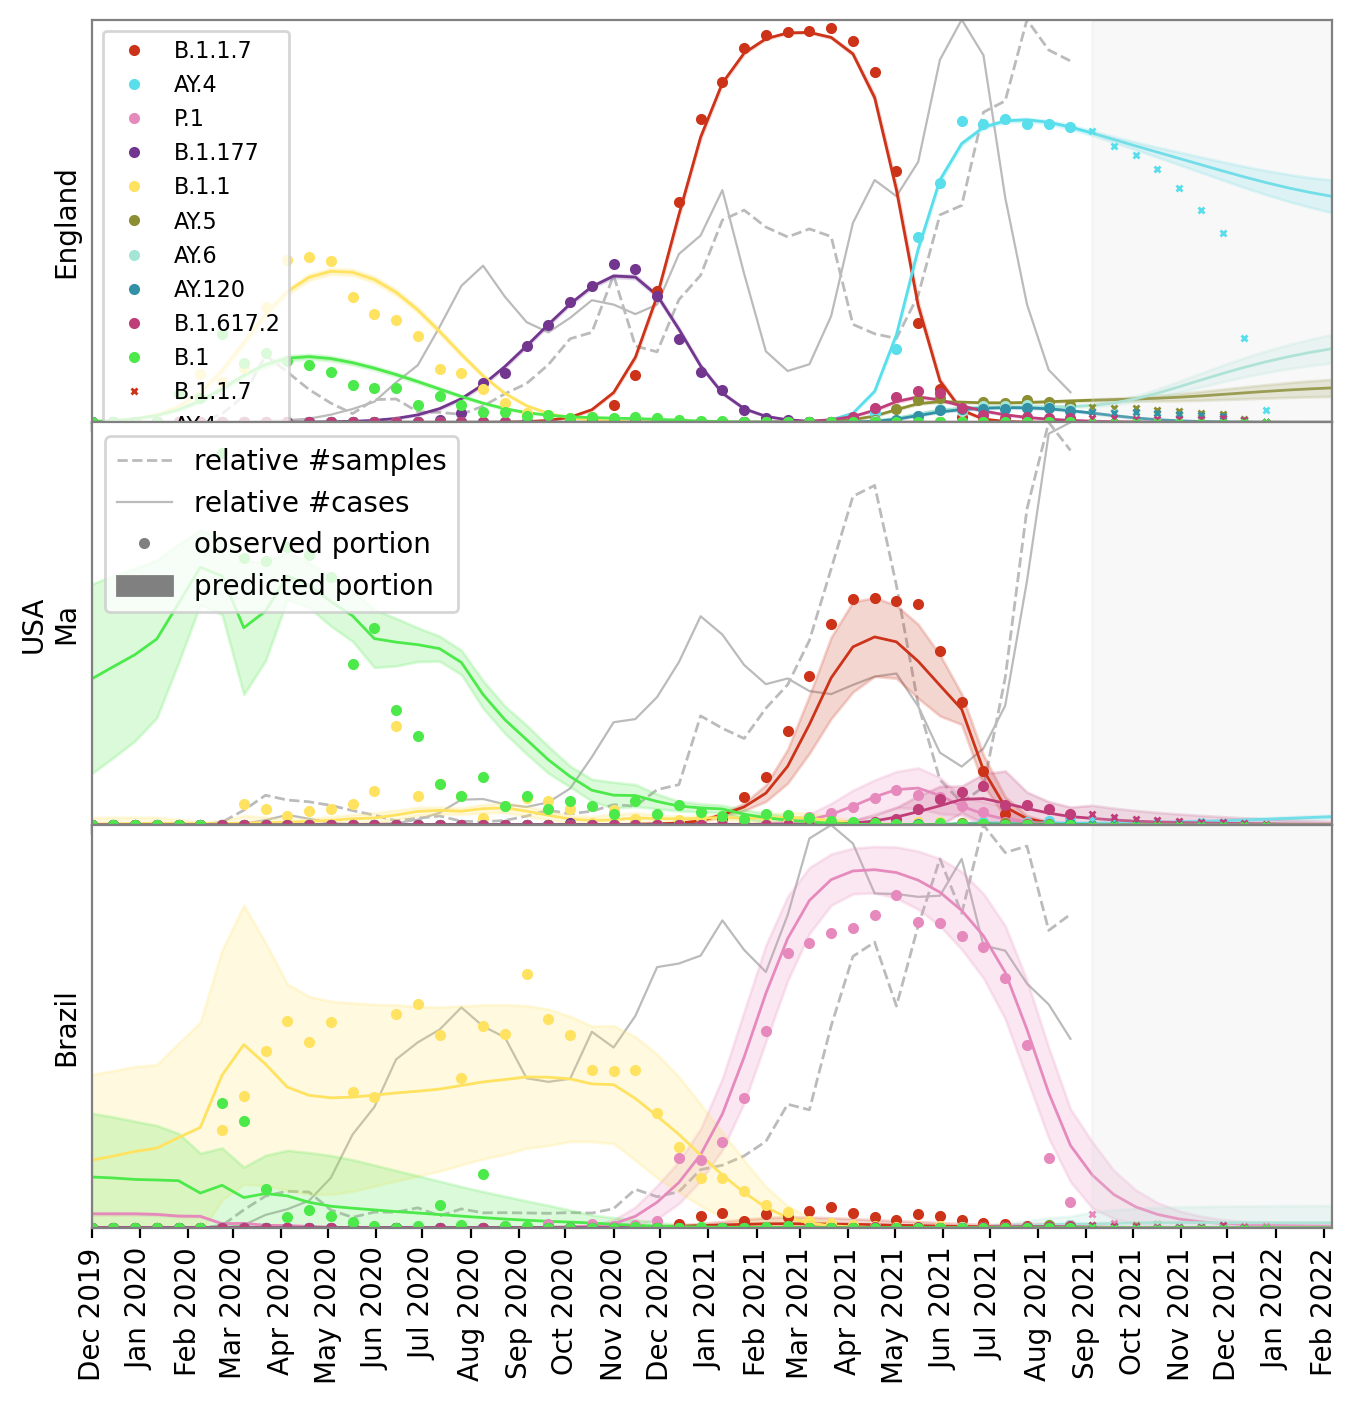 England
B.1.1.7
AY.4
P.1
B.1.177
B.1.1
AY.5
AY.6
AY.120
B.1.617.2
B.1
B.1.1.7
AY.4
USA
Ma
relative #samples
relative #cases
observed portion
predicted portion
Brazil
Dec 2019
Jan 2020
Feb 2020
Mar 2020
Apr 2020
May 2020
Jun 2020
Jul 2020
Aug 2020
Sep 2020
Oct 2020
Nov 2020
Dec 2020
Jan 2021
Feb 2021
Mar 2021
Apr 2021
May 2021
Jun 2021
Jul 2021
Aug 2021
Sep 2021
Oct 2021
Nov 2021
Dec 2021
Jan 2022
Feb 2022